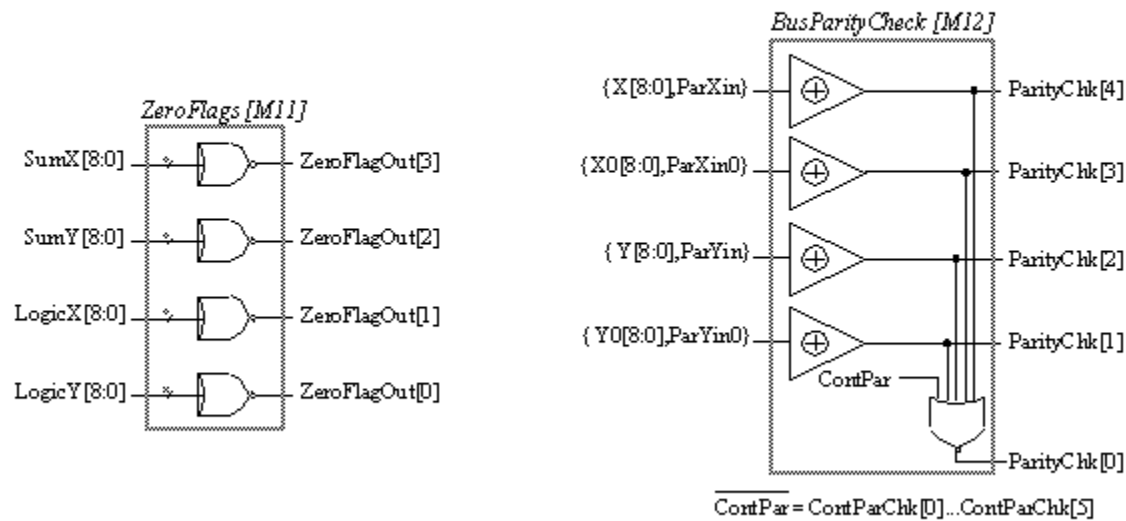 ZeroFlags [M11]
SumX[8:0]
ZeroFlagOut[3]
SumY[8:0]
ZeroFlagOut[2]
LogicX[8:0]
ZeroFlagOut[1]
LogicY[8:0]
ZeroFlagOut[0]
BusParityCheck [M12]
{X[8:0],ParXin}
ParityChk[4]
{X0[8:0],ParXin0}
ParityChk[3]
{Y[8:0],ParYin}
ParityChk[2]
{Y0[8:0],ParYin0}
ParityChk[1]
ContPar
ParityChk[0]
ContPar = ContParChk[0]...ContParChk[5]